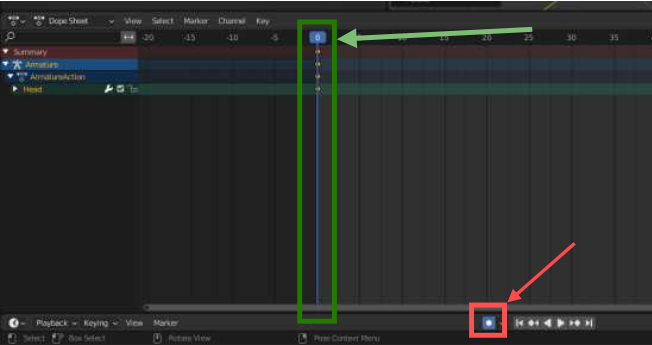 Dope Sheet View Select Marker Channel Key
-20 -15 -10 -5 0 10 15 20 25 30 35
Summary
Armature
ArmatureAction
Head
Playback Keying View Marker
Select Box Select Rotate View Pose Context Menu